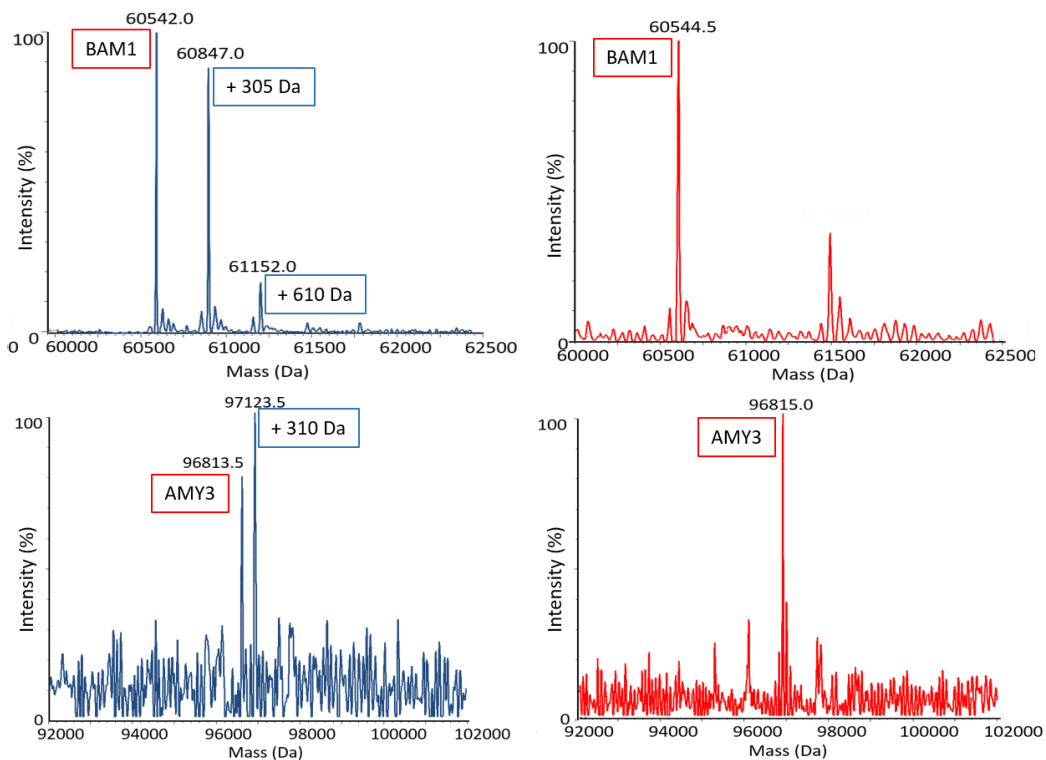 60542.0
100
BAM1
60847.0
+ 305 Da
61152.0
+ 610 Da
Intensity (%)
0
0
60000 60500 61000 61500 62000 62500
Mass (Da)
60544.5
100
BAM1
Intensity (%)
0
60000 60500 61000 61500 62000 62500
Mass (Da)
97123.5
100
+ 310 Da
96813.5
AMY3
Intensity (%)
0
92000 94000 96000 98000 100000 102000
Mass (Da)
96815.0
100
AMY3
Intensity (%)
0
92000 94000 96000 98000 100000 102000
Mass (Da)